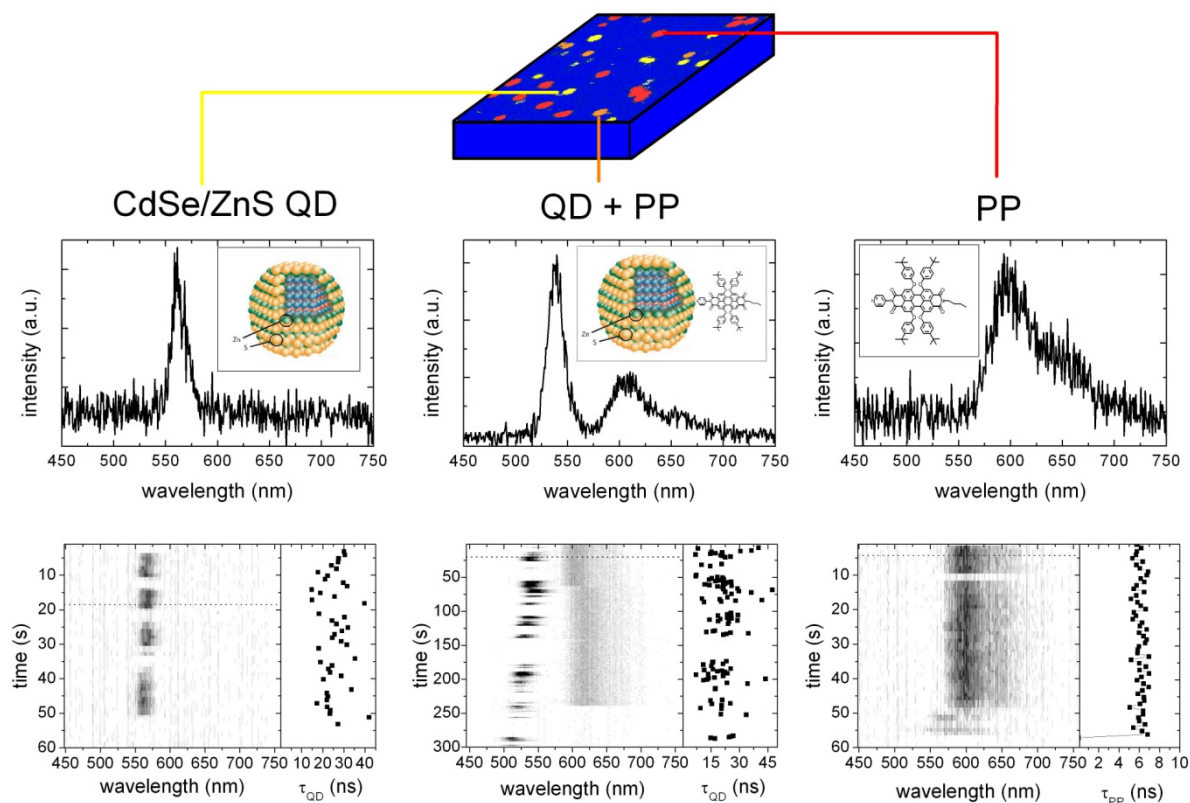 CdSe/ZnS QD
QD + PP
PP
intensity (a.u.)
Zn
S
450 500 550 600 650 700 750
wavelength (nm)
intensity (a.u.)
Zn
S
450 500 550 600 650 700 750
wavelength (nm)
intensity (a.u.)
450 500 550 600 650 700 750
wavelength (nm)
time (s)
10
20
30
40
50
60
450 500 550 600 650 700 750
10 20 30 40
wavelength (nm)
τQD (ns)
time (s)
50
100
150
200
250
300
450 500 550 600 650 700 750
15 30 45
wavelength (nm)
τQD (ns)
time (s)
10
20
30
40
50
60
450 500 550 600 650 700 750
2 4 6 8 10
wavelength (nm)
τPP (ns)